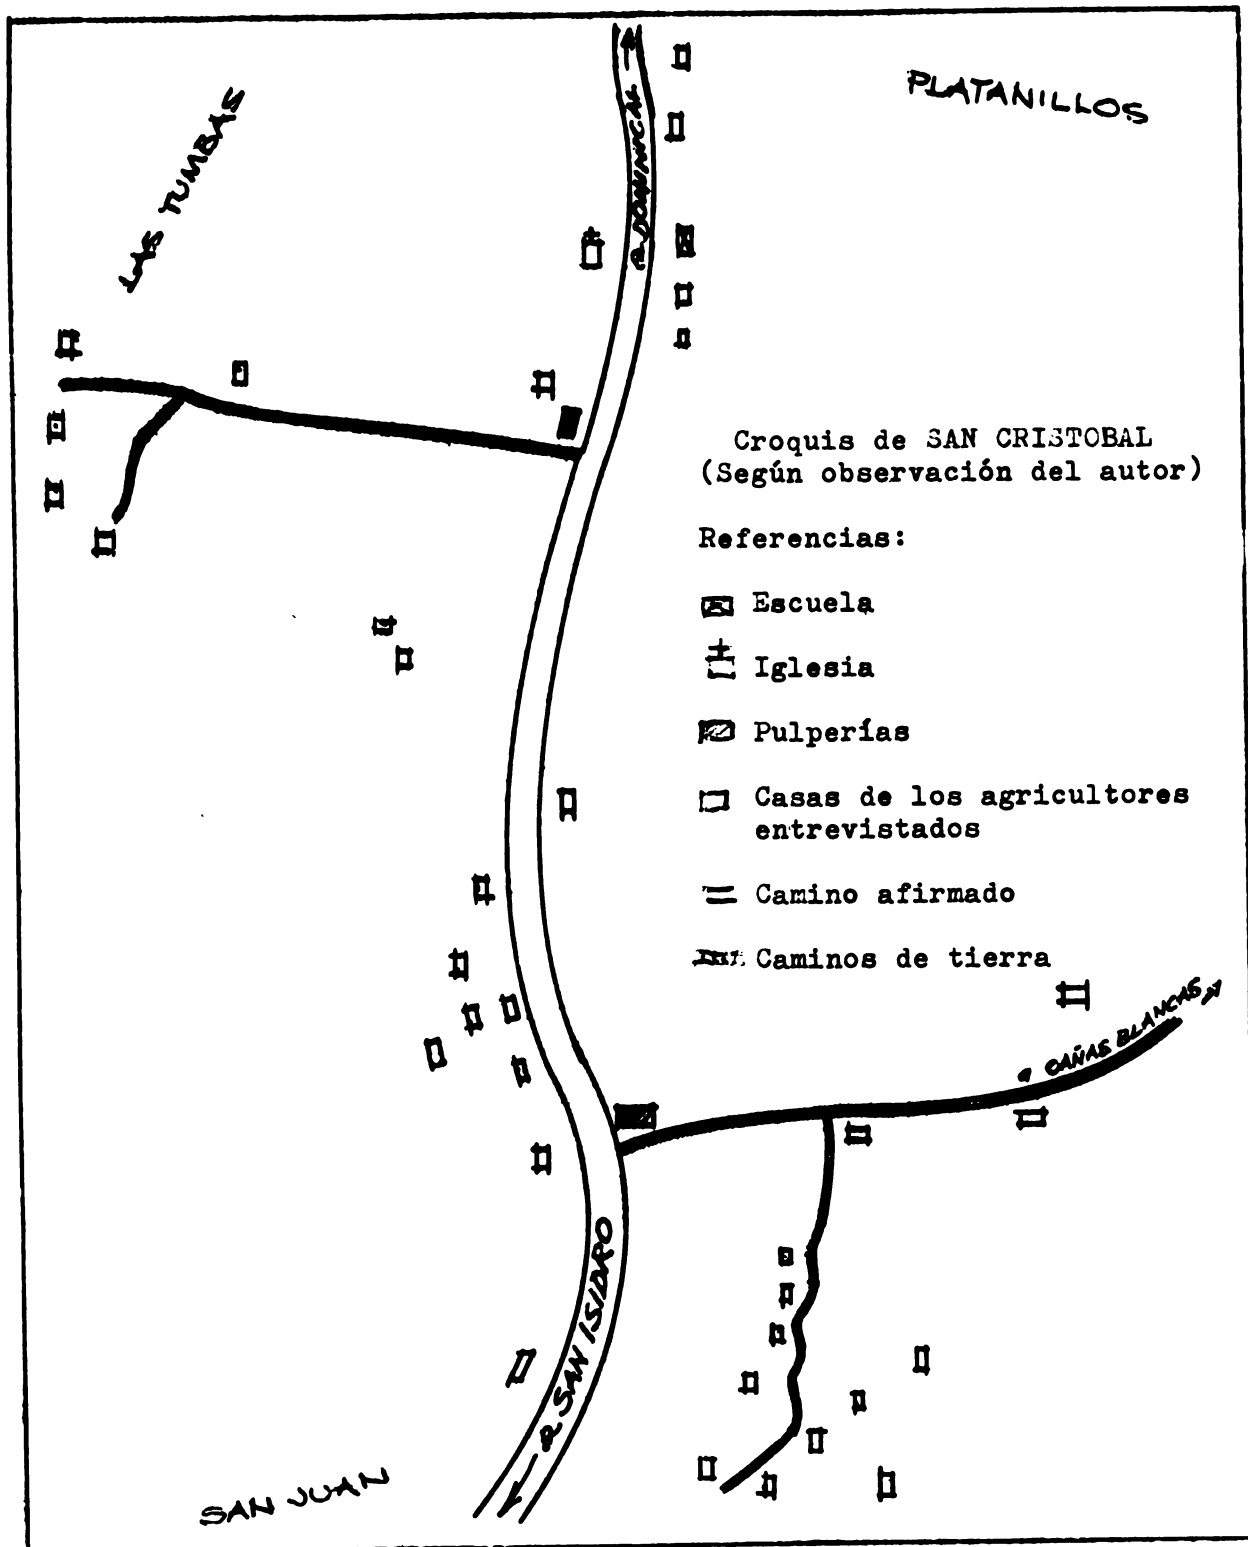 PLATANILLOS
LAS TUMBAS
a DOMINICAL
Croquis de SAN CRISTOBAL
(Según observación del autor)
Referencias:
Escuela
Iglesia
Pulperías
Casas de los agricultores
entrevistados
Camino afirmado
Caminos de tierra
a CAÑAS BLANCAS
a SAN ISIDRO
SAN JUAN